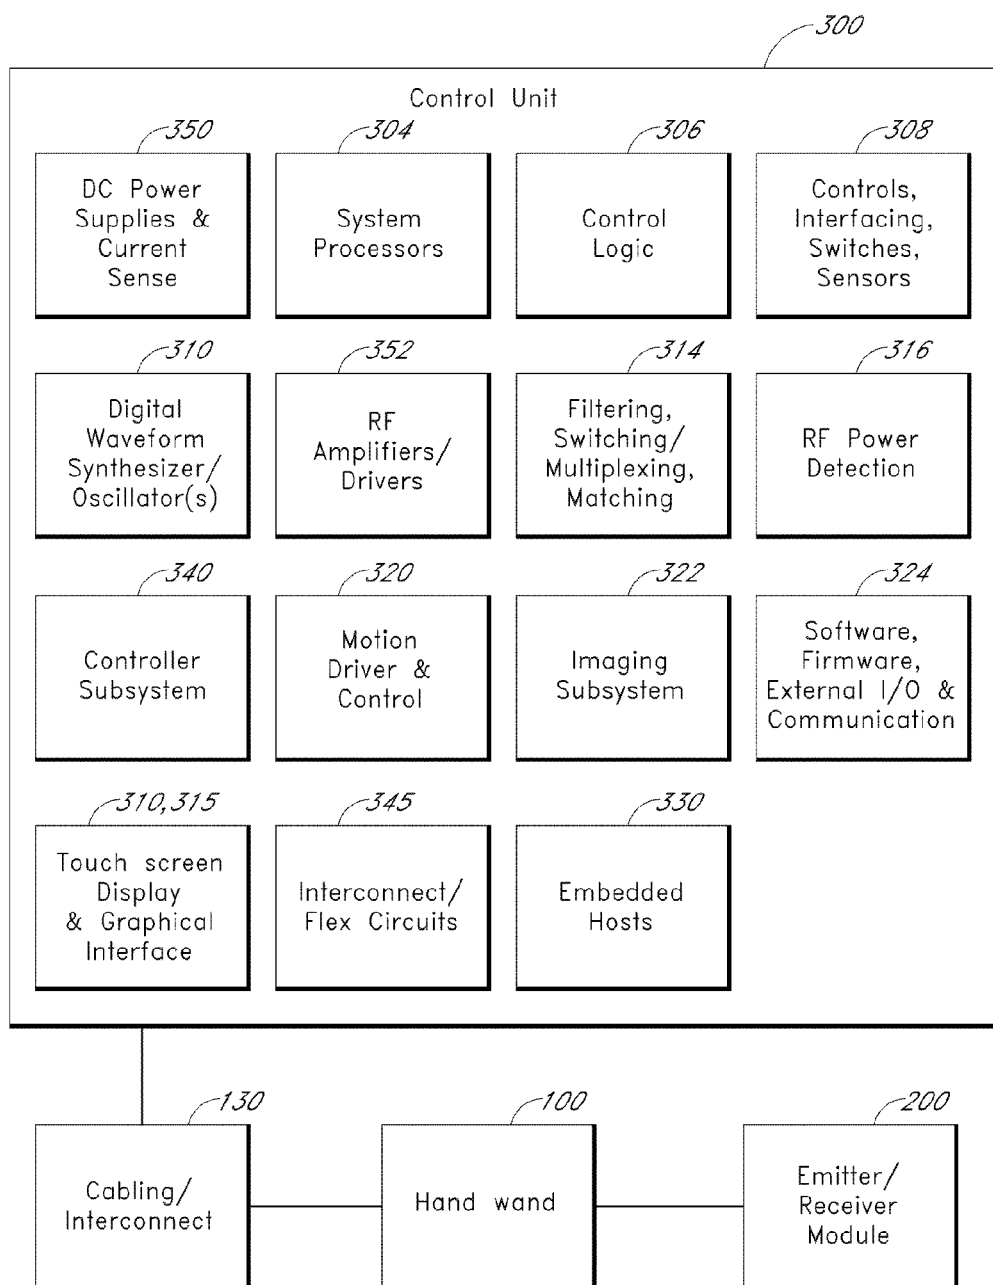 300
Control Unit
350
DC Power
Supplies &
Current
Sense
304
System
Processors
306
Control
Logic
308
Controls,
Interfacing,
Switches,
Sensors
310
Digital
Waveform
Synthesizer/
Oscillator(s)
352
RF
Amplifiers/
Drivers
314
Filtering,
Switching/
Multiplexing,
Matching
316
RF Power
Detection
340
Controller
Subsystem
320
Motion
Driver &
Control
322
Imaging
Subsystem
324
Software,
Firmware,
External I/O &
Communication
310,315
Touch screen
Display
& Graphical
Interface
345
Interconnect/
Flex Circuits
330
Embedded
Hosts
130
Cabling/
Interconnect
100
Hand wand
200
Emitter/
Receiver
Module